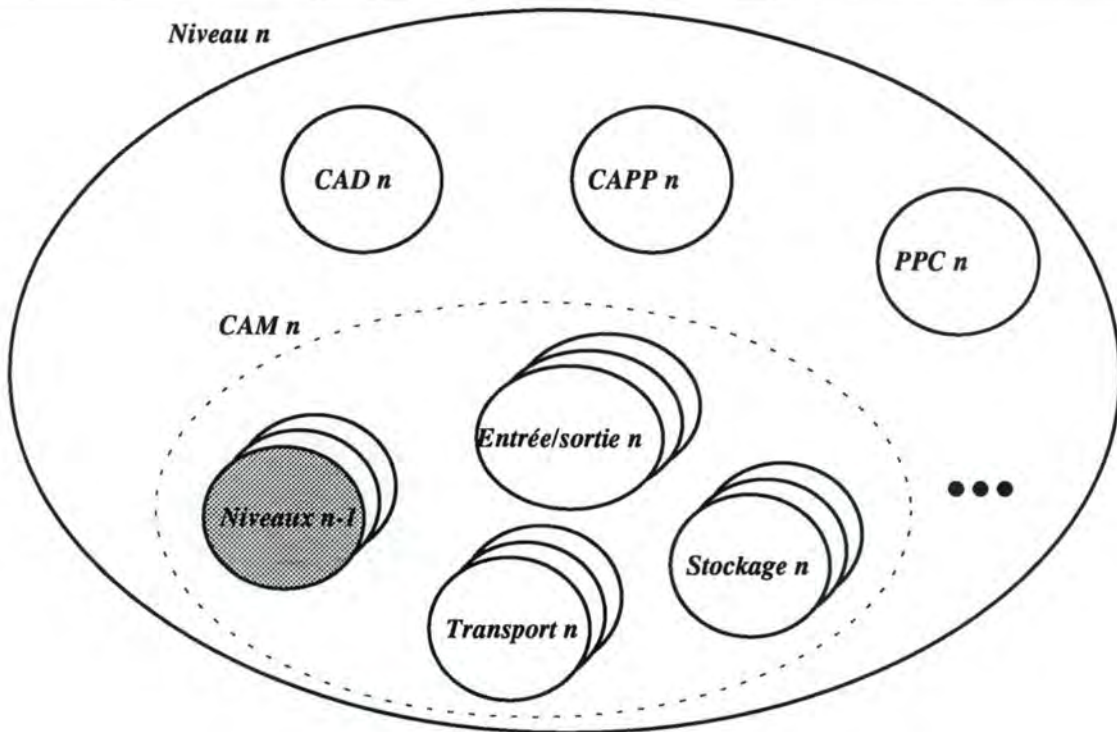 Niveau n
CAD n
CAPP n
PPC n
CAM n
Entrée/sortie n
Niveaux n-1
Stockage n
Transport n